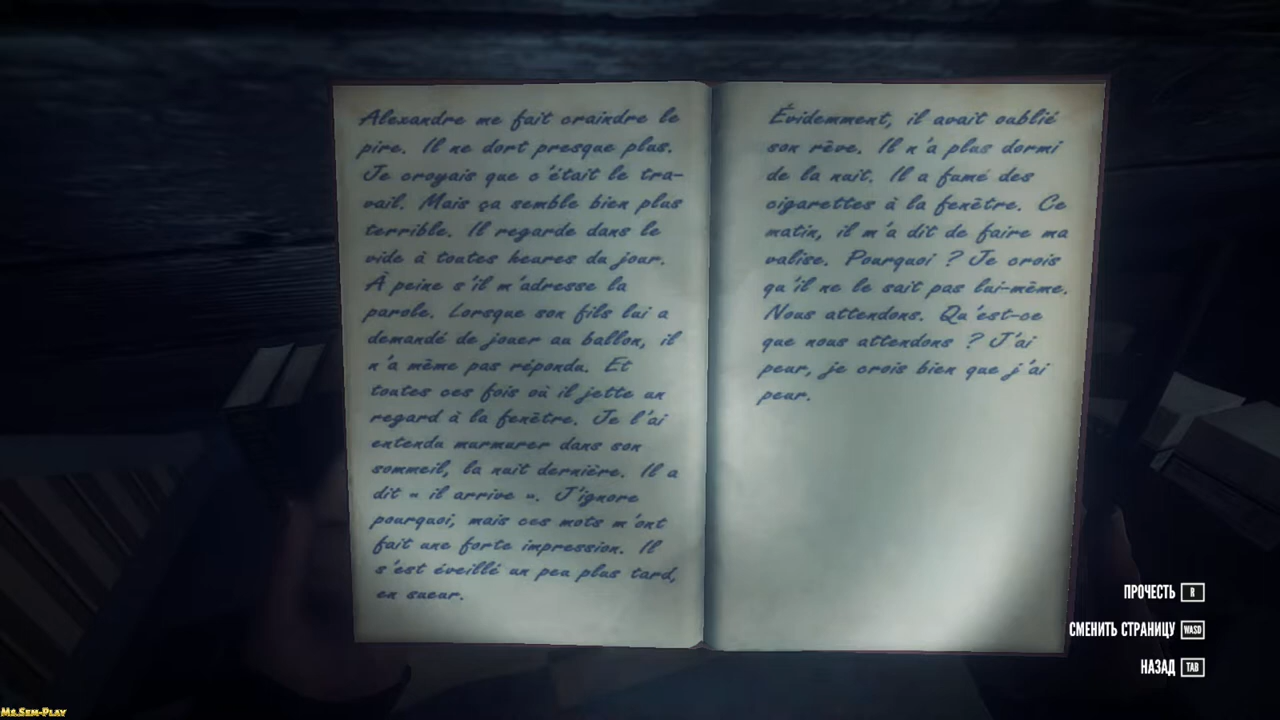 Alexandre me fait craindre le
pire. Il ne dort presque plus.
Je croyais que c'était le tra-
vail. Mais ça semble bien plus
terrible. Il regarde dans le
vide à toutes heures du jour.
À peine s'il m'adresse la
parole. Lorsque son fils lui a
demandé de jouer au ballon, il
n'a même pas répondu. Et
toutes ces fois où il jette un
regard à la fenêtre. Je l'ai
entendu murmurer dans son
sommeil, la nuit dernière. Il a
dit « il arrive ». J'ignore
pourquoi, mais ces mots m'ont
fait une forte impression. Il
s'est éveillé un peu plus tard,
en sueur.
Évidemment, il avait oublié
son rêve. Il n'a plus dormi
de la nuit. Il a fumé des
cigarettes à la fenêtre. Ce
matin, il m'a dit de faire ma
valise. Pourquoi ? Je crois
qu'il ne le sait pas lui-même.
Nous attendons. Qu'est-ce
que nous attendons ? J'ai
peur, je crois bien que j'ai
peur.
ПРОЧЕСТЬ R
СМЕНИТЬ СТРАНИЦУ WASD
НАЗАД TAB
Ms.Sem-Play